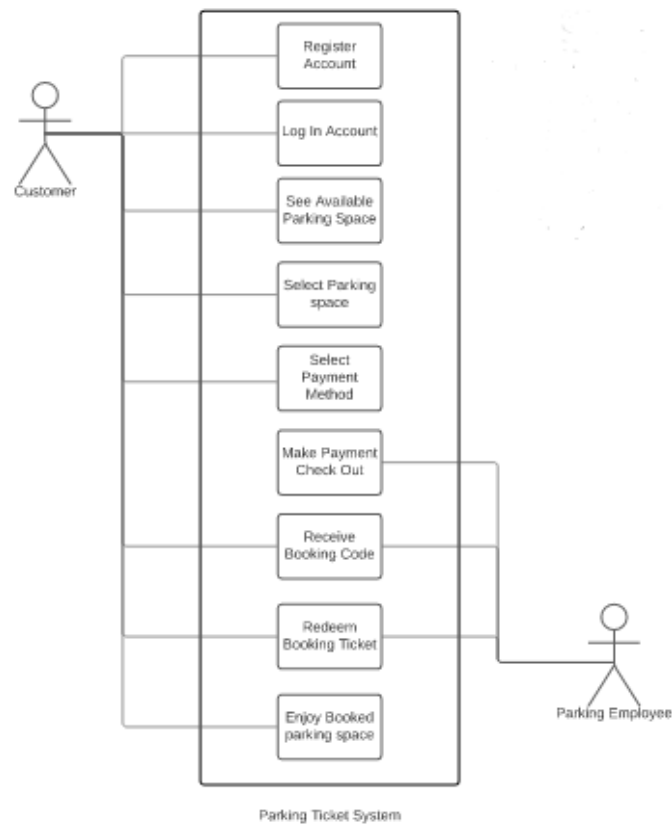 Register
Account
Log In Account
Customer
See Available
Parking Space
Select Parking
space
Select
Payment
Method
Make Payment
Check Out
Receive
Booking Code
Redeem
Booking Ticket
Enjoy Booked
parking space
Parking Employee
Parking Ticket System